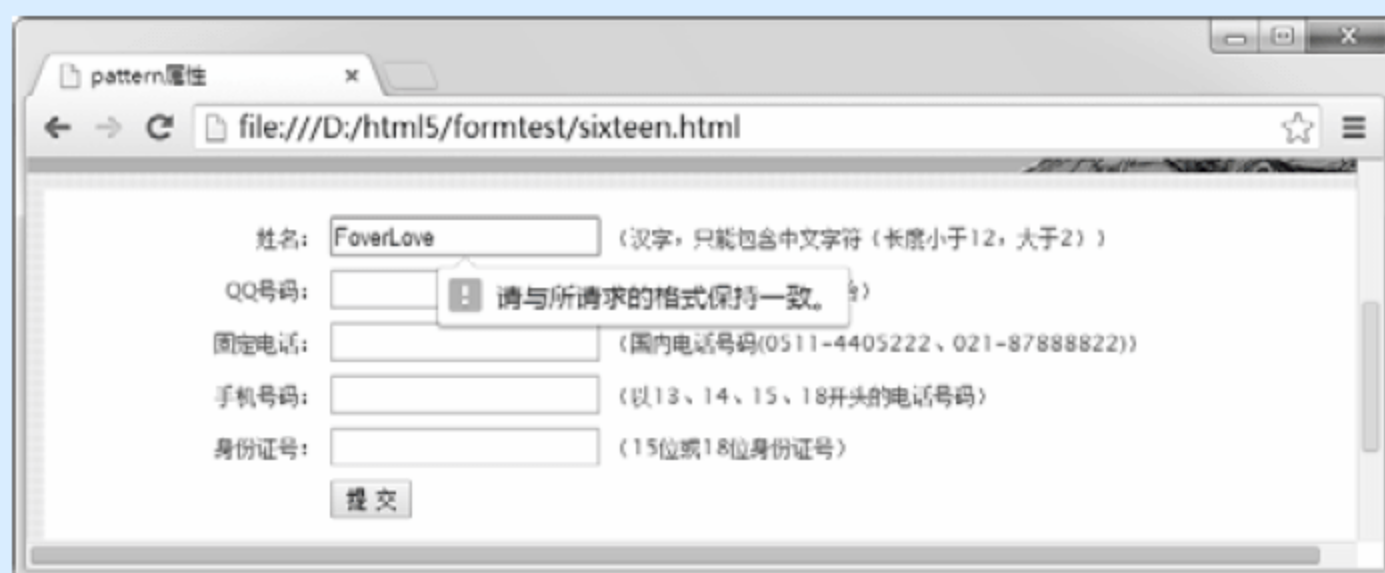 pattern属性
file:///D:/html5/formtest/sixteen.html
姓名： FoverLove （汉字，只能包含中文字符（长度小于12，大于2））
QQ号码： ）
请与所请求的格式保持一致。
固定电话： （国内电话号码(0511-4405222、021-87888822)）
手机号码： （以13、14、15、18开头的电话号码）
身份证号： （15位或18位身份证号）
提 交